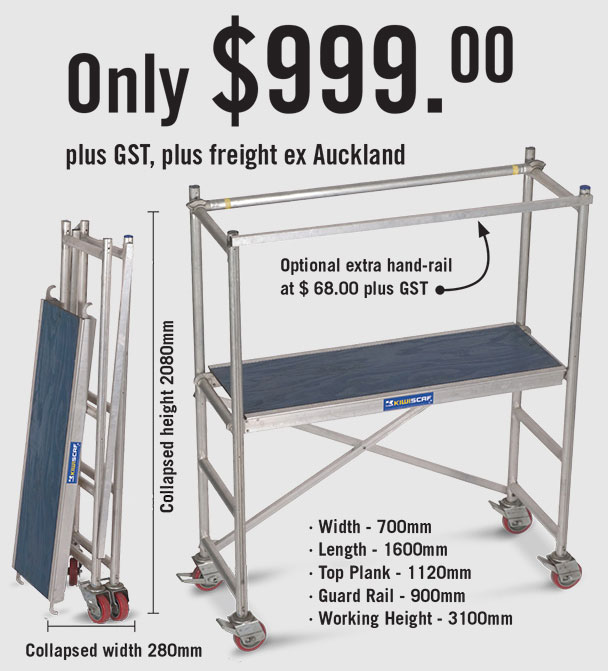 Only $999.00
plus GST, plus freight ex Auckland
Optional extra hand-rail
at $ 68.00 plus GST
Collapsed height 2080mm
KIWISCAF
KIWISCAF
· Width - 700mm
· Length - 1600mm
· Top Plank - 1120mm
· Guard Rail - 900mm
· Working Height - 3100mm
Collapsed width 280mm